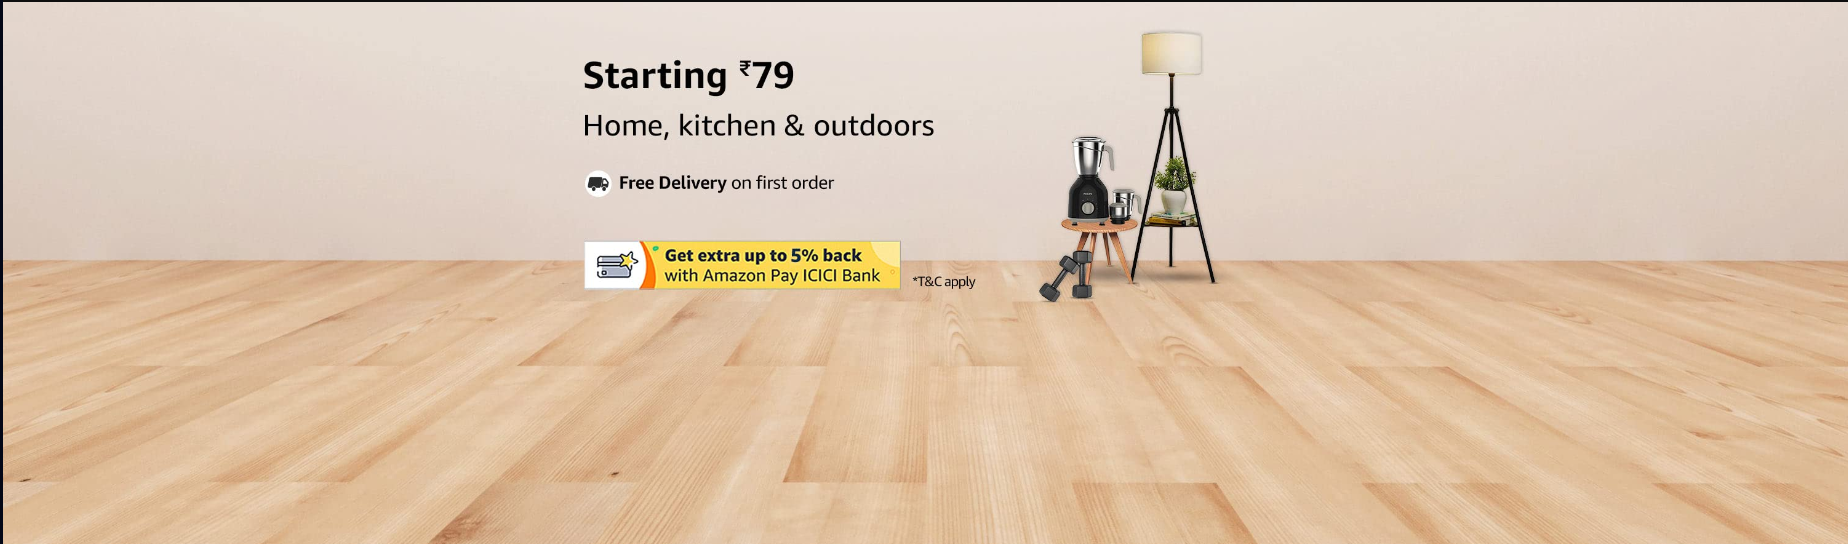 Starting ₹79
Home, kitchen & outdoors
Free Delivery on first order
Get extra up to 5% back
with Amazon Pay ICICI Bank
*T&C apply